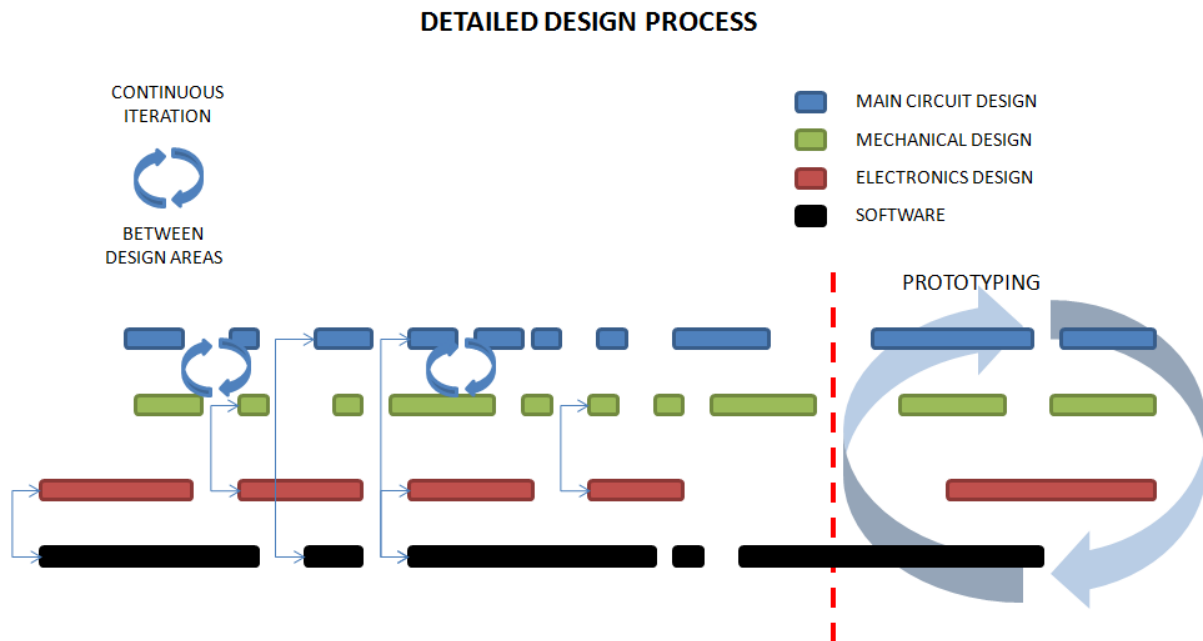 DETAILED DESIGN PROCESS
CONTINUOUS
ITERATION
BETWEEN
DESIGN AREAS
MAIN CIRCUIT DESIGN
MECHANICAL DESIGN
ELECTRONICS DESIGN
SOFTWARE
PROTOTYPING